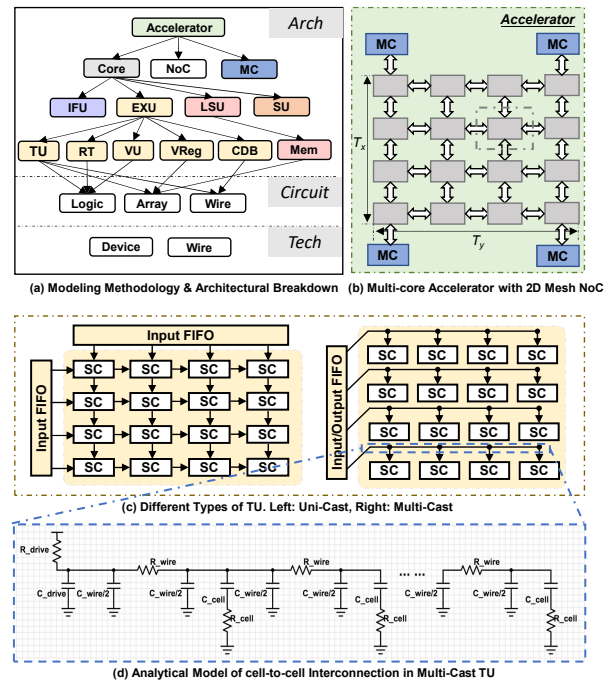 Arch
Accelerator
Core
NoC
MC
IFU
EXU
LSU
SU
TU
RT
VU
VReg
CDB
Mem
Circuit
Logic
Array
Wire
Tech
Device
Wire
(a) Modeling Methodology & Architectural Breakdown
Accelerator
MC
MC
T_x
T_y
MC
MC
(b) Multi-core Accelerator with 2D Mesh NoC
Input FIFO
Input FIFO
SC SC SC SC
SC SC SC SC
SC SC SC SC
SC SC SC SC
Input/Output FIFO
SC SC SC SC
SC SC SC SC
SC SC SC SC
SC SC SC SC
(c) Different Types of TU. Left: Uni-Cast, Right: Multi-Cast
R_drive
R_wire
R_wire
R_wire
C_drive
C_wire/2
C_wire/2
C_cell
C_wire/2
C_wire/2
C_cell
... ...
C_wire/2
C_wire/2
C_cell
R_cell
R_cell
R_cell
(d) Analytical Model of cell-to-cell Interconnection in Multi-Cast TU